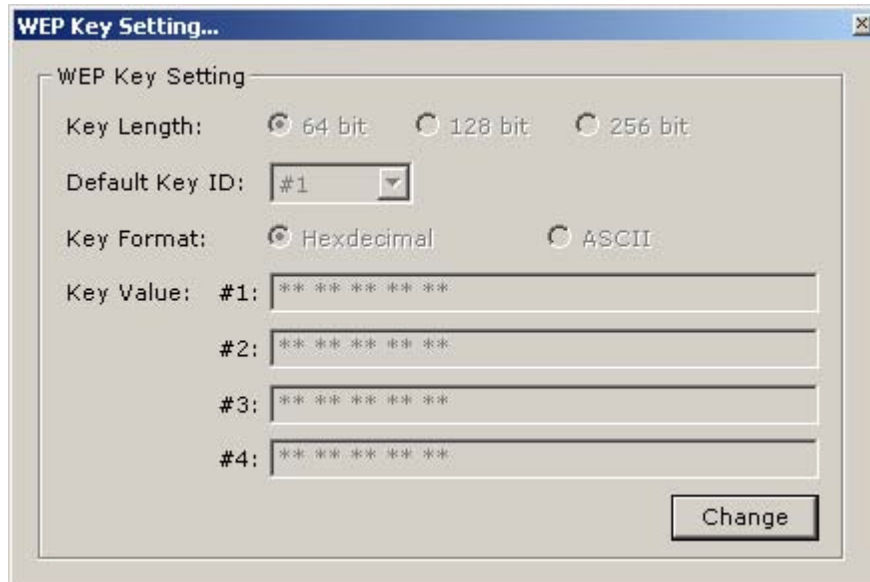 WEP Key Setting...
WEP Key Setting
Key Length: 64 bit 128 bit 256 bit
Default Key ID: #1
Key Format: Hexdecimal ASCII
Key Value: #1: ** ** ** ** **
#2: ** ** ** ** **
#3: ** ** ** ** **
#4: ** ** ** ** **
Change